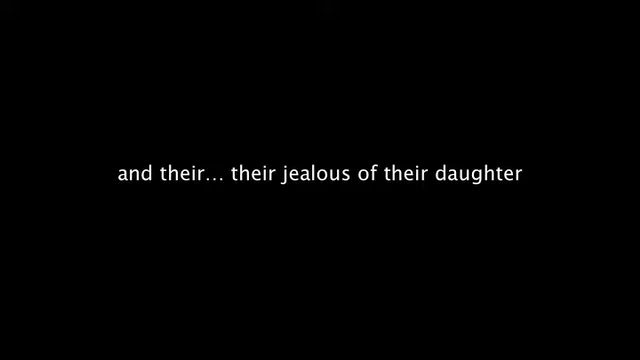 and their… their jealous of their daughter